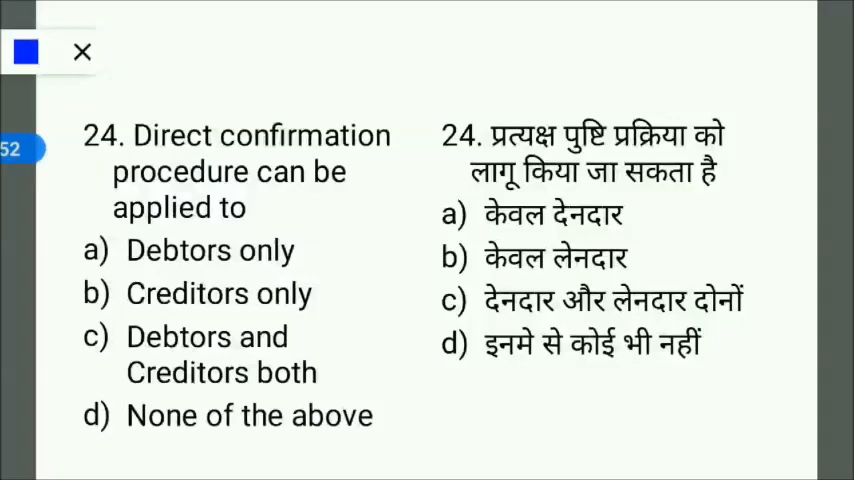 52
24. Direct confirmation
procedure can be
applied to
a) Debtors only
b) Creditors only
c) Debtors and
Creditors both
d) None of the above
24. प्रत्यक्ष पुष्टि प्रक्रिया को
लागू किया जा सकता है
a) केवल देनदार
b) केवल लेनदार
c) देनदार और लेनदार दोनों
d) इनमे से कोई भी नहीं